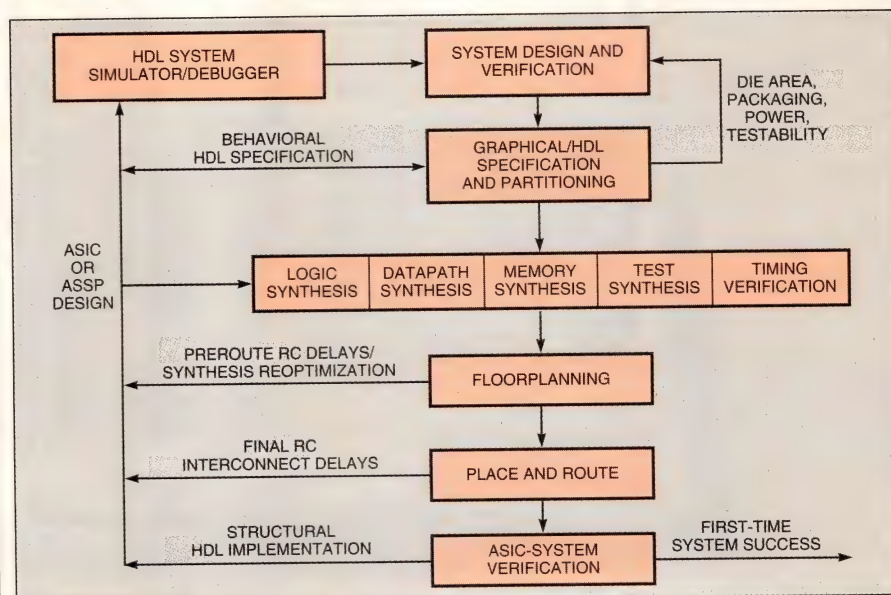 HDL SYSTEM
SIMULATOR/DEBUGGER
SYSTEM DESIGN AND
VERIFICATION
DIE AREA,
PACKAGING,
POWER,
TESTABILITY
BEHAVIORAL
HDL SPECIFICATION
GRAPHICAL/HDL
SPECIFICATION
AND PARTITIONING
ASIC
OR
ASSP
DESIGN
LOGIC
SYNTHESIS
DATAPATH
SYNTHESIS
MEMORY
SYNTHESIS
TEST
SYNTHESIS
TIMING
VERIFICATION
PREROUTE RC DELAYS/
SYNTHESIS REOPTIMIZATION
FLOORPLANNING
FINAL RC
INTERCONNECT DELAYS
PLACE AND ROUTE
STRUCTURAL
HDL IMPLEMENTATION
ASIC-SYSTEM
VERIFICATION
FIRST-TIME
SYSTEM SUCCESS